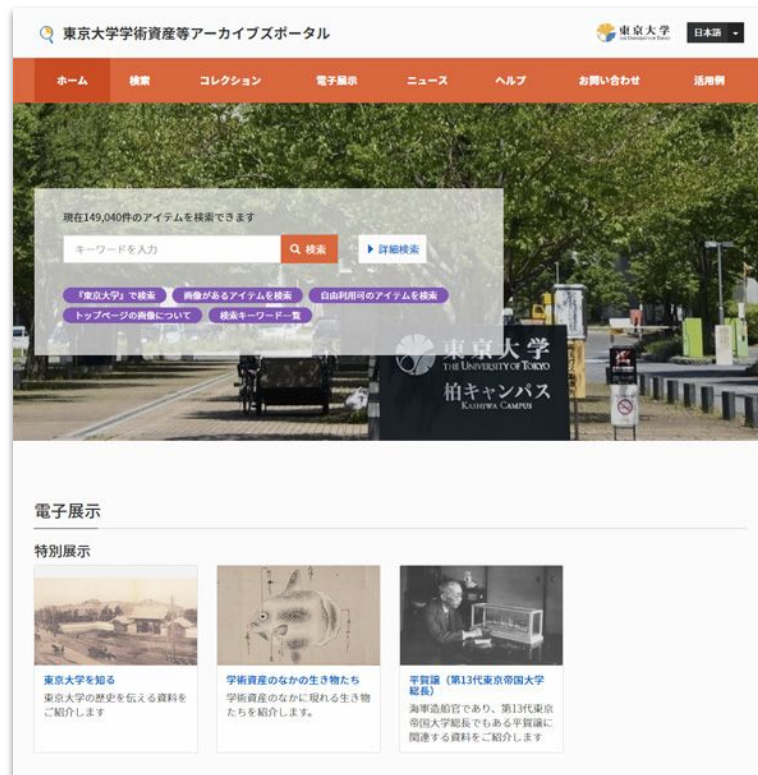 東京大学学術資産等アーカイブズポータル
東京大学
THE UNIVERSITY OF TOKYO
日本語
ホーム 検索 コレクション 電子展示 ニュース ヘルプ お問い合わせ 活用例
現在149,040件のアイテムを検索できます
キーワードを入力
検索
詳細検索
『東京大学』で検索 画像があるアイテムを検索 自由利用可のアイテムを検索
トップページの画像について 検索キーワード一覧
東京大学
THE UNIVERSITY OF TOKYO
柏キャンパス
KASHIWA CAMPUS
電子展示
特別展示
東京大学を知る
東京大学の歴史を伝える資料を
ご紹介します
学術資産のなかの生き物たち
学術資産のなかに現れる生き物
たちを紹介します。
平賀譲（第13代東京帝国大学
総長）
海軍造船官であり、第13代東京
帝国大学総長でもある平賀譲に
関連する資料をご紹介します